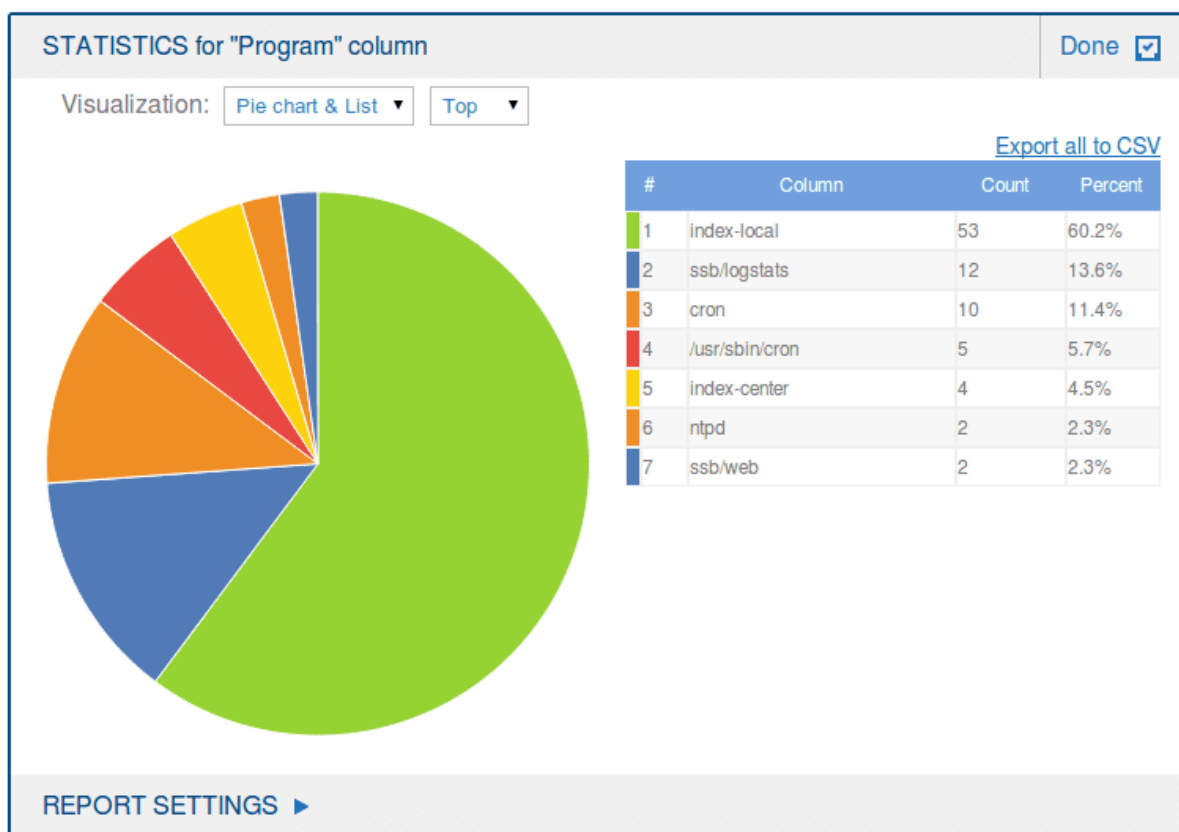 STATISTICS for "Program" column
Done
Visualization: Pie chart & List Top
Export all to CSV
# Column Count Percent
1 index-local 53 60.2%
2 ssb/logstats 12 13.6%
3 cron 10 11.4%
4 /usr/sbin/cron 5 5.7%
5 index-center 4 4.5%
6 ntpd 2 2.3%
7 ssb/web 2 2.3%
REPORT SETTINGS